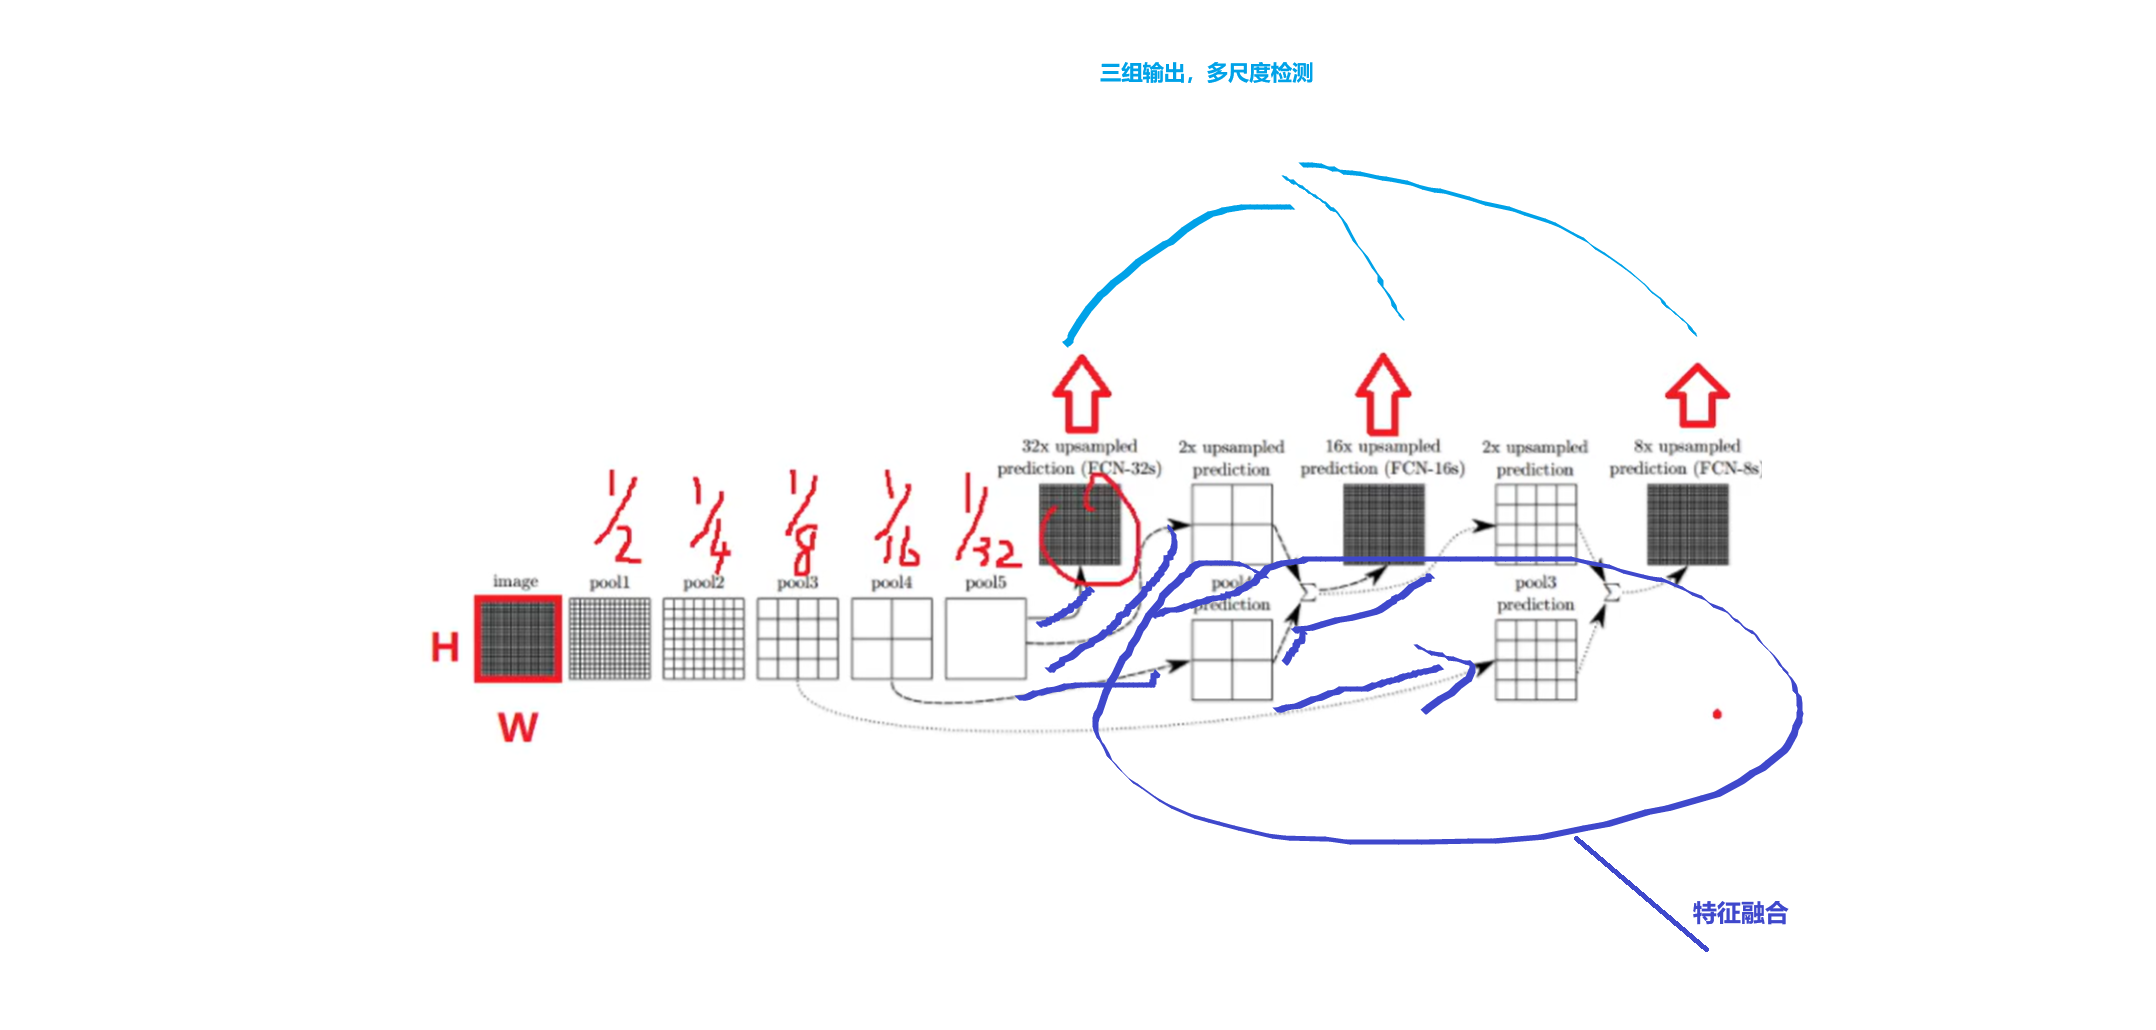 三组输出，多尺度检测
32x upsampled
prediction (FCN-32s)
2x upsampled
prediction
16x upsampled
prediction (FCN-16s)
2x upsampled
prediction
8x upsampled
prediction (FCN-8s)
1/2
1/4
1/8
1/16
1/32
image
pool1
pool2
pool3
pool4
pool5
pool4
prediction
Σ
pool3
prediction
Σ
H
W
特征融合